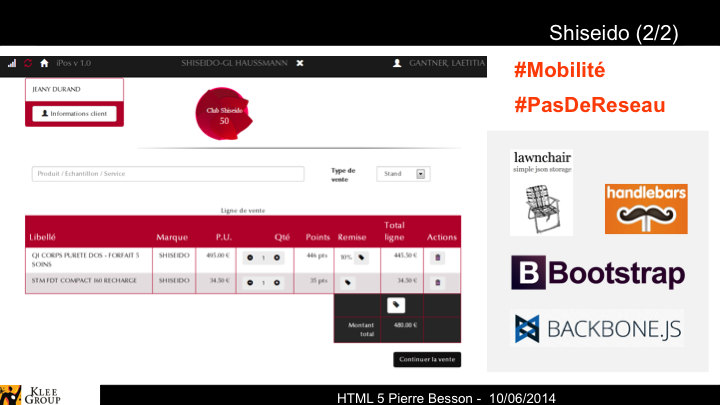 Shiseido (2/2)
iPos v 1.0 SHISEIDO-GL HAUSSMANN GANTNER, LAETITIA
JEANY DURAND
Informations client
Club Shiseido
50
Produit / Echantillon / Service
Type de
vente
Stand
Ligne de vente
Libellé Marque P.U. Qté Points Remise Total
ligne Actions
QI CORPS PURETE DOS - FORFAIT 5
SOINS SHISEIDO 495.00 € 1 446 pts 10% 445.50 €
STM FDT COMPACT 160 RECHARGE SHISEIDO 34.50 € 1 35 pts 34.50 €
Montant
total 480.00 €
Continuer la vente
#Mobilité
#PasDeReseau
lawnchair
simple json storage
handlebars
B Bootstrap
BACKBONE.JS
KLEE
GROUP
HTML 5 Pierre Besson - 10/06/2014